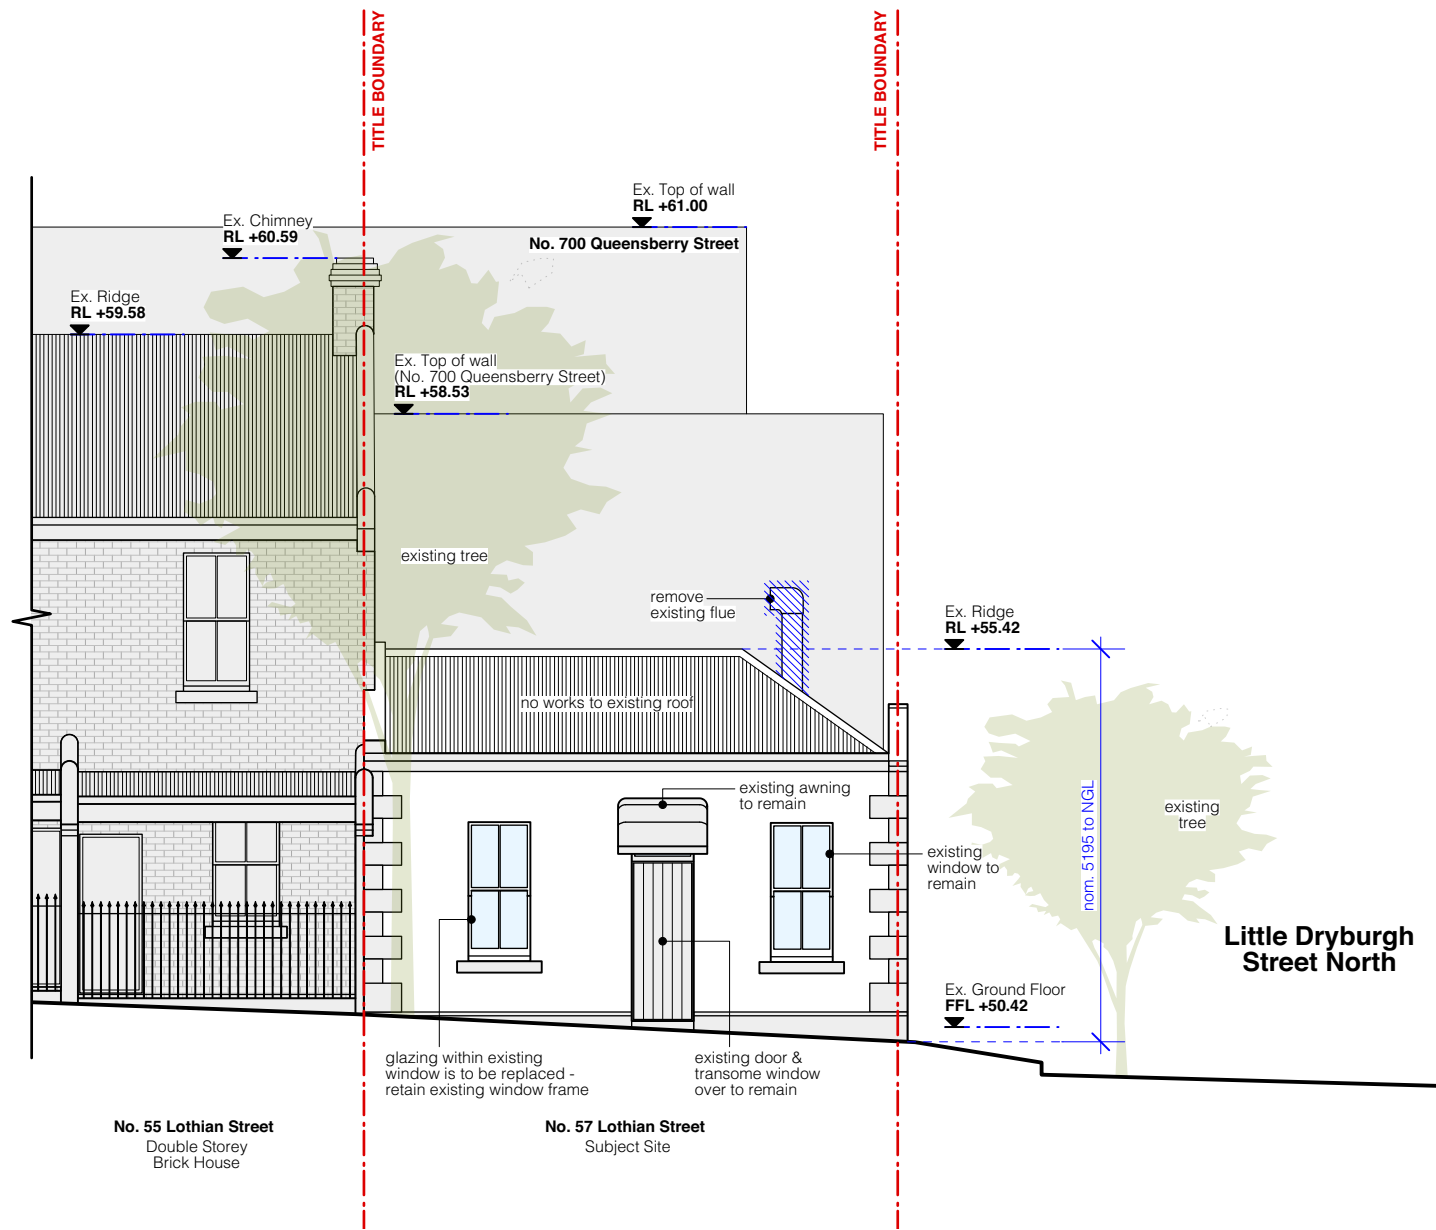 TITLE BOUNDARY
TITLE BOUNDARY
Ex. Top of wall
RL +61.00
No. 700 Queensberry Street
Ex. Chimney
RL +60.59
Ex. Ridge
RL +59.58
Ex. Top of wall
(No. 700 Queensberry Street)
RL +58.53
existing tree
remove
existing flue
Ex. Ridge
RL +55.42
no works to existing roof
existing awning
to remain
existing
window to
remain
nom. 5195 to NGL
existing
tree
Little Dryburgh
Street North
Ex. Ground Floor
FFL +50.42
glazing within existing
window is to be replaced -
retain existing window frame
existing door &
transome window
over to remain
No. 55 Lothian Street
Double Storey
Brick House
No. 57 Lothian Street
Subject Site